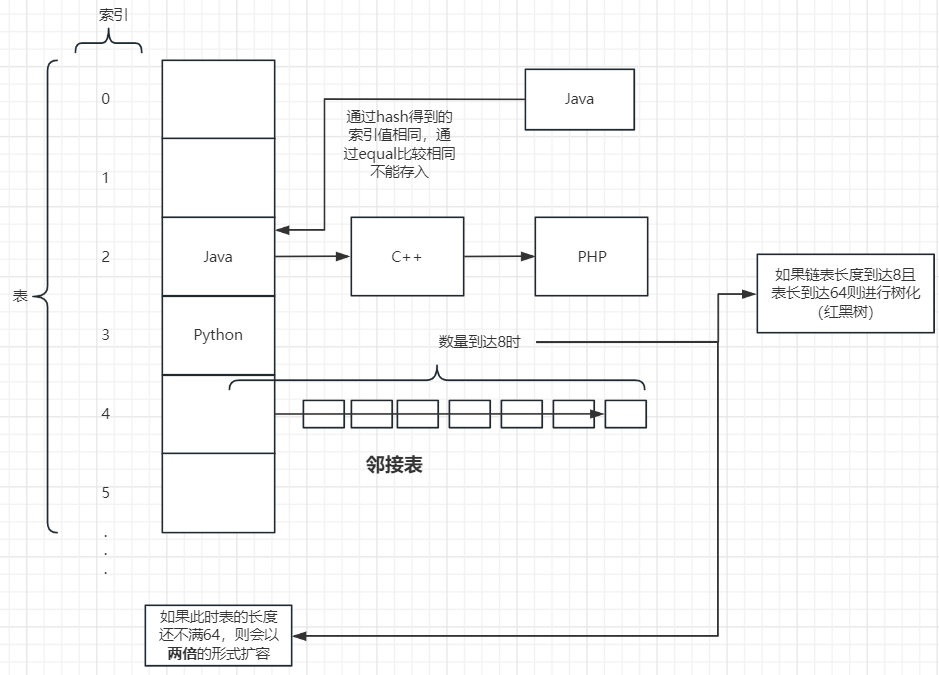 索引
表
0
1
2
3
4
5
.
.
.
Java
通过hash得到的
索引值相同，通
过equal比较相同
不能存入
Java
C++
PHP
Python
如果链表长度到达8且
表长到达64则进行树化
（红黑树）
数量到达8时
邻接表
如果此时表的长度
还不满64，则会以
两倍的形式扩容